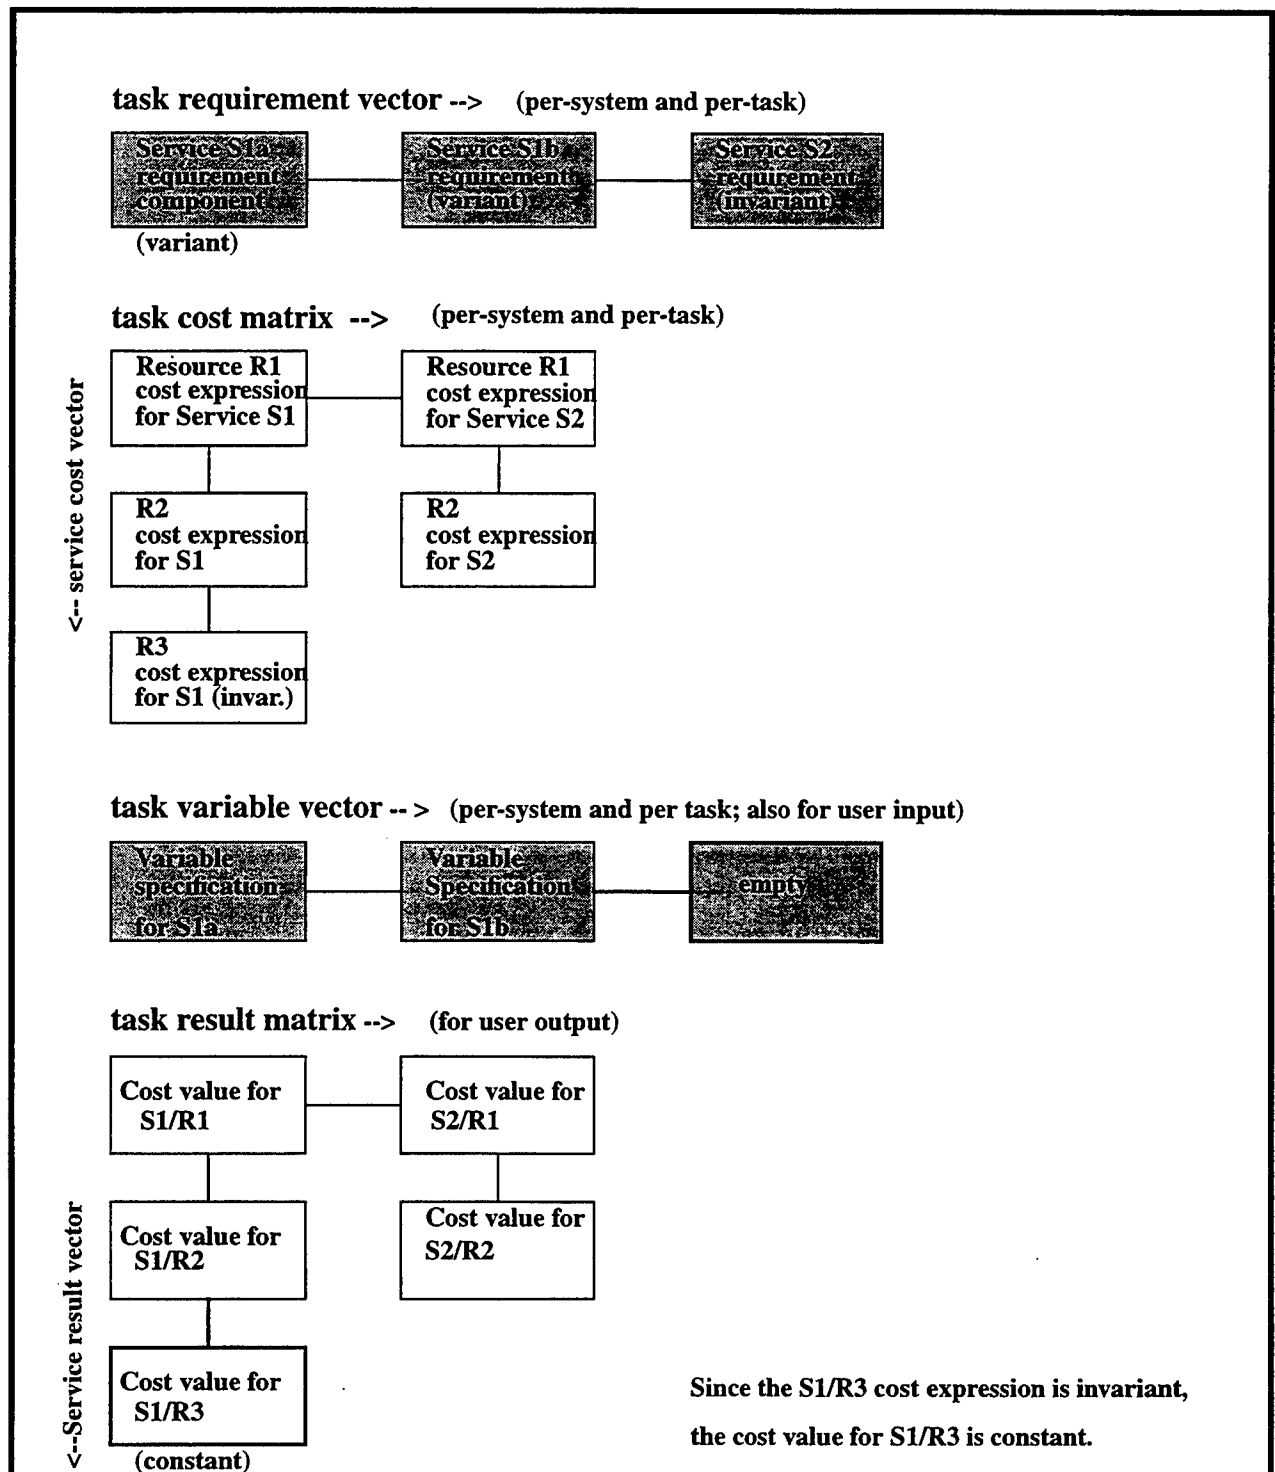 task requirement vector --> (per-system and per-task)
Service S1a
requirement
component
(variant)
Service S1b
requirement
(variant)
Service S2
requirement
(invariant)
task cost matrix --> (per-system and per-task)
<-- service cost vector
Resource R1
cost expression
for Service S1
Resource R1
cost expression
for Service S2
R2
cost expression
for S1
R2
cost expression
for S2
R3
cost expression
for S1 (invar.)
task variable vector -- > (per-system and per task; also for user input)
Variable
specification
for S1a
Variable
Specification
for S1b
empty
task result matrix --> (for user output)
<--Service result vector
Cost value for
S1/R1
Cost value for
S2/R1
Cost value for
S1/R2
Cost value for
S2/R2
Cost value for
S1/R3
(constant)
Since the S1/R3 cost expression is invariant,
the cost value for S1/R3 is constant.